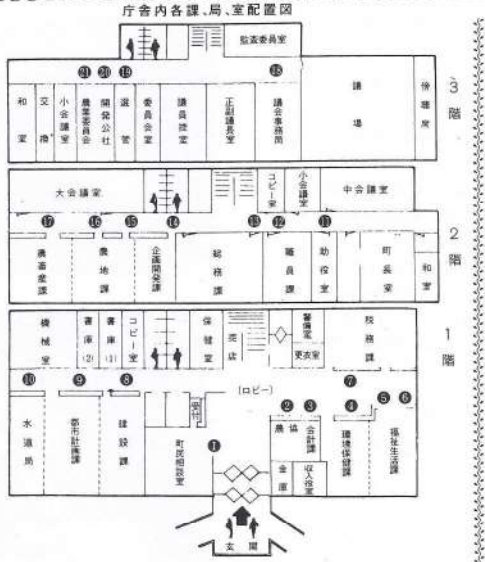 庁舎内各課、局、室配置図
監査委員室
㉑ ⑳ ⑲ ⑱
和室
交換
小会議室
農業委員会
開発公社
選管
委員会室
議員控室
正副議長室
議会事務局
議場
傍聴席
3階
大会議室
コピー室
小会議室
中会議室
⑰ ⑯ ⑮ ⑭ ⑬ ⑫ ⑪
農畜産課
農地課
企画開発課
総務課
職員課
助役室
町長室
和室
2階
機械室
書庫(2)
書庫(1)
コピー室
保健室
売店
警備室
更衣室
税務課
1階
⑩ ⑨ ⑧ ⑦
(ロビー)
受付
② ③ ④ ⑤ ⑥
水道局
都市計画課
建設課
町民相談室
①
農協
会計課
金庫
収入役室
環境保健課
福祉生活課
玄関